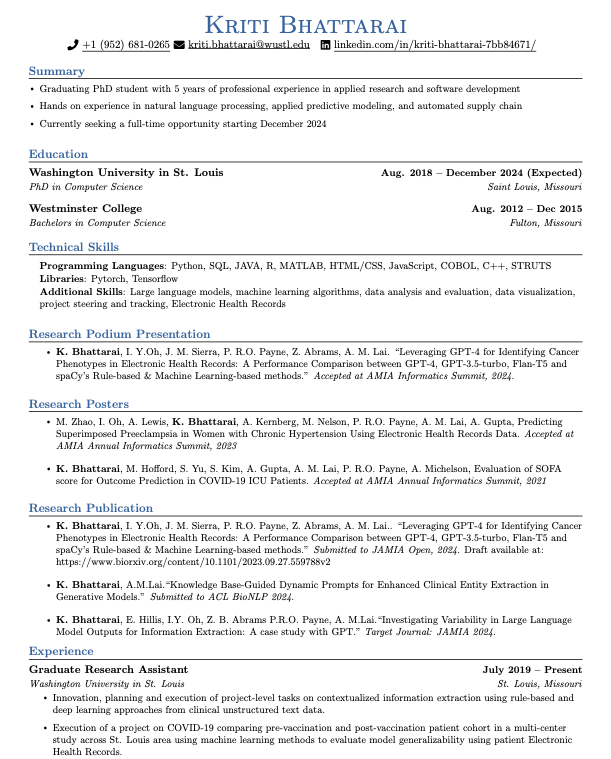 Kriti Bhattarai
+1 (952) 681-0265 kriti.bhattarai@wustl.edu linkedin.com/in/kriti-bhattarai-7bb84671/
Summary
• Graduating PhD student with 5 years of professional experience in applied research and software development
• Hands on experience in natural language processing, applied predictive modeling, and automated supply chain
• Currently seeking a full-time opportunity starting December 2024
Education
Washington University in St. Louis Aug. 2018 – December 2024 (Expected)
PhD in Computer Science Saint Louis, Missouri
Westminster College Aug. 2012 – Dec 2015
Bachelors in Computer Science Fulton, Missouri
Technical Skills
Programming Languages: Python, SQL, JAVA, R, MATLAB, HTML/CSS, JavaScript, COBOL, C++, STRUTS
Libraries: Pytorch, Tensorflow
Additional Skills: Large language models, machine learning algorithms, data analysis and evaluation, data visualization,
project steering and tracking, Electronic Health Records
Research Podium Presentation
• K. Bhattarai, I. Y.Oh, J. M. Sierra, P. R.O. Payne, Z. Abrams, A. M. Lai. “Leveraging GPT-4 for Identifying Cancer
Phenotypes in Electronic Health Records: A Performance Comparison between GPT-4, GPT-3.5-turbo, Flan-T5 and
spaCy's Rule-based & Machine Learning-based methods.” Accepted at AMIA Informatics Summit, 2024.
Research Posters
• M. Zhao, I. Oh, A. Lewis, K. Bhattarai, A. Kernberg, M. Nelson, P. R.O. Payne, A. M. Lai, A. Gupta, Predicting
Superimposed Preeclampsia in Women with Chronic Hypertension Using Electronic Health Records Data. Accepted at
AMIA Annual Informatics Summit, 2023
• K. Bhattarai, M. Hofford, S. Yu, S. Kim, A. Gupta, A. M. Lai, P. R.O. Payne, A. Michelson, Evaluation of SOFA
score for Outcome Prediction in COVID-19 ICU Patients. Accepted at AMIA Annual Informatics Summit, 2021
Research Publication
• K. Bhattarai, I. Y.Oh, J. M. Sierra, P. R.O. Payne, Z. Abrams, A. M. Lai.. “Leveraging GPT-4 for Identifying Cancer
Phenotypes in Electronic Health Records: A Performance Comparison between GPT-4, GPT-3.5-turbo, Flan-T5 and
spaCy's Rule-based & Machine Learning-based methods.” Submitted to JAMIA Open, 2024. Draft available at:
https://www.biorxiv.org/content/10.1101/2023.09.27.559788v2
• K. Bhattarai, A.M.Lai.“Knowledge Base-Guided Dynamic Prompts for Enhanced Clinical Entity Extraction in
Generative Models.” Submitted to ACL BioNLP 2024.
• K. Bhattarai, E. Hillis, I.Y. Oh, Z. B. Abrams P.R.O. Payne, A. M.Lai.“Investigating Variability in Large Language
Model Outputs for Information Extraction: A case study with GPT.” Target Journal: JAMIA 2024.
Experience
Graduate Research Assistant July 2019 – Present
Washington University in St. Louis St. Louis, Missouri
• Innovation, planning and execution of project-level tasks on contextualized information extraction using rule-based and
deep learning approaches from clinical unstructured text data.
• Execution of a project on COVID-19 comparing pre-vaccination and post-vaccination patient cohort in a multi-center
study across St. Louis area using machine learning methods to evaluate model generalizability using patient Electronic
Health Records.